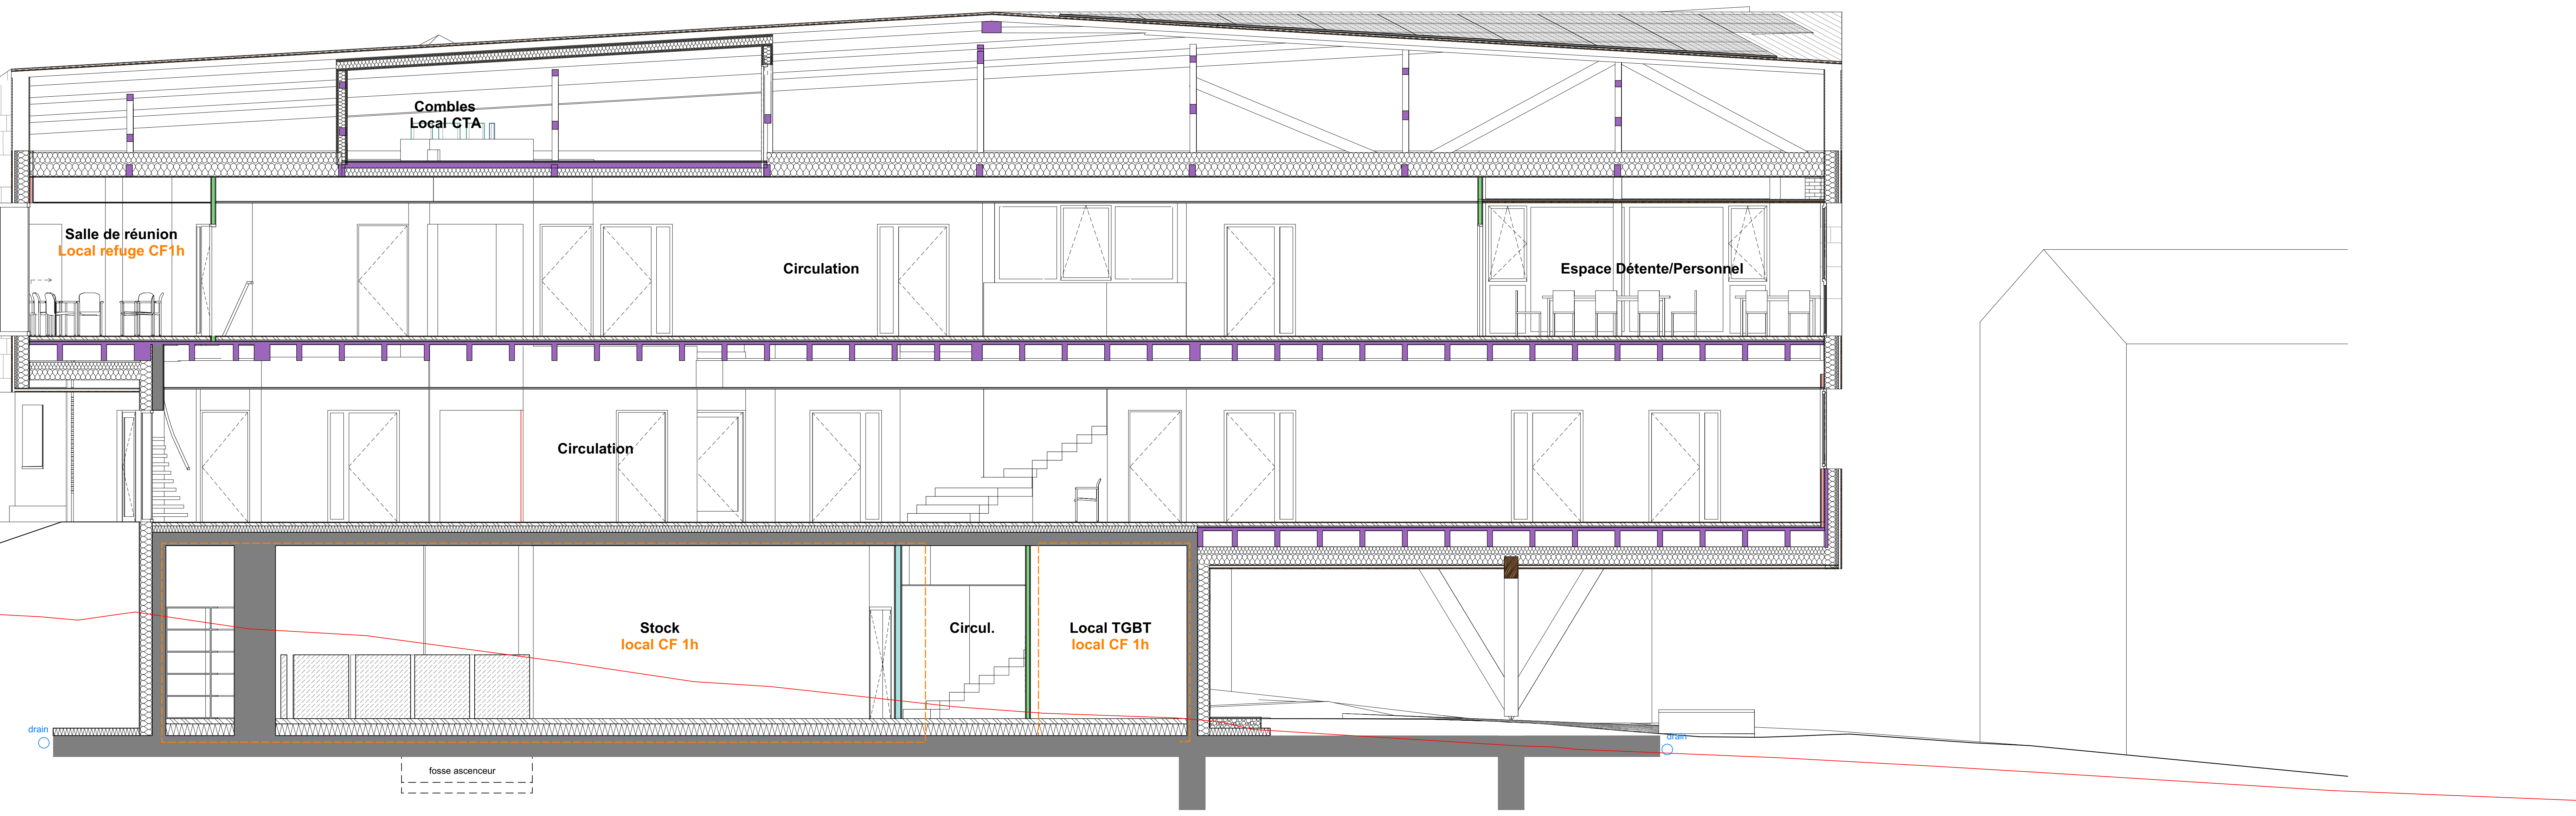 Combles
Local CTA
Salle de réunion
Local refuge CF1h
Circulation
Espace Détente/Personnel
Circulation
Stock
local CF 1h
Circul.
Local TGBT
local CF 1h
drain
drain
fosse ascenceur